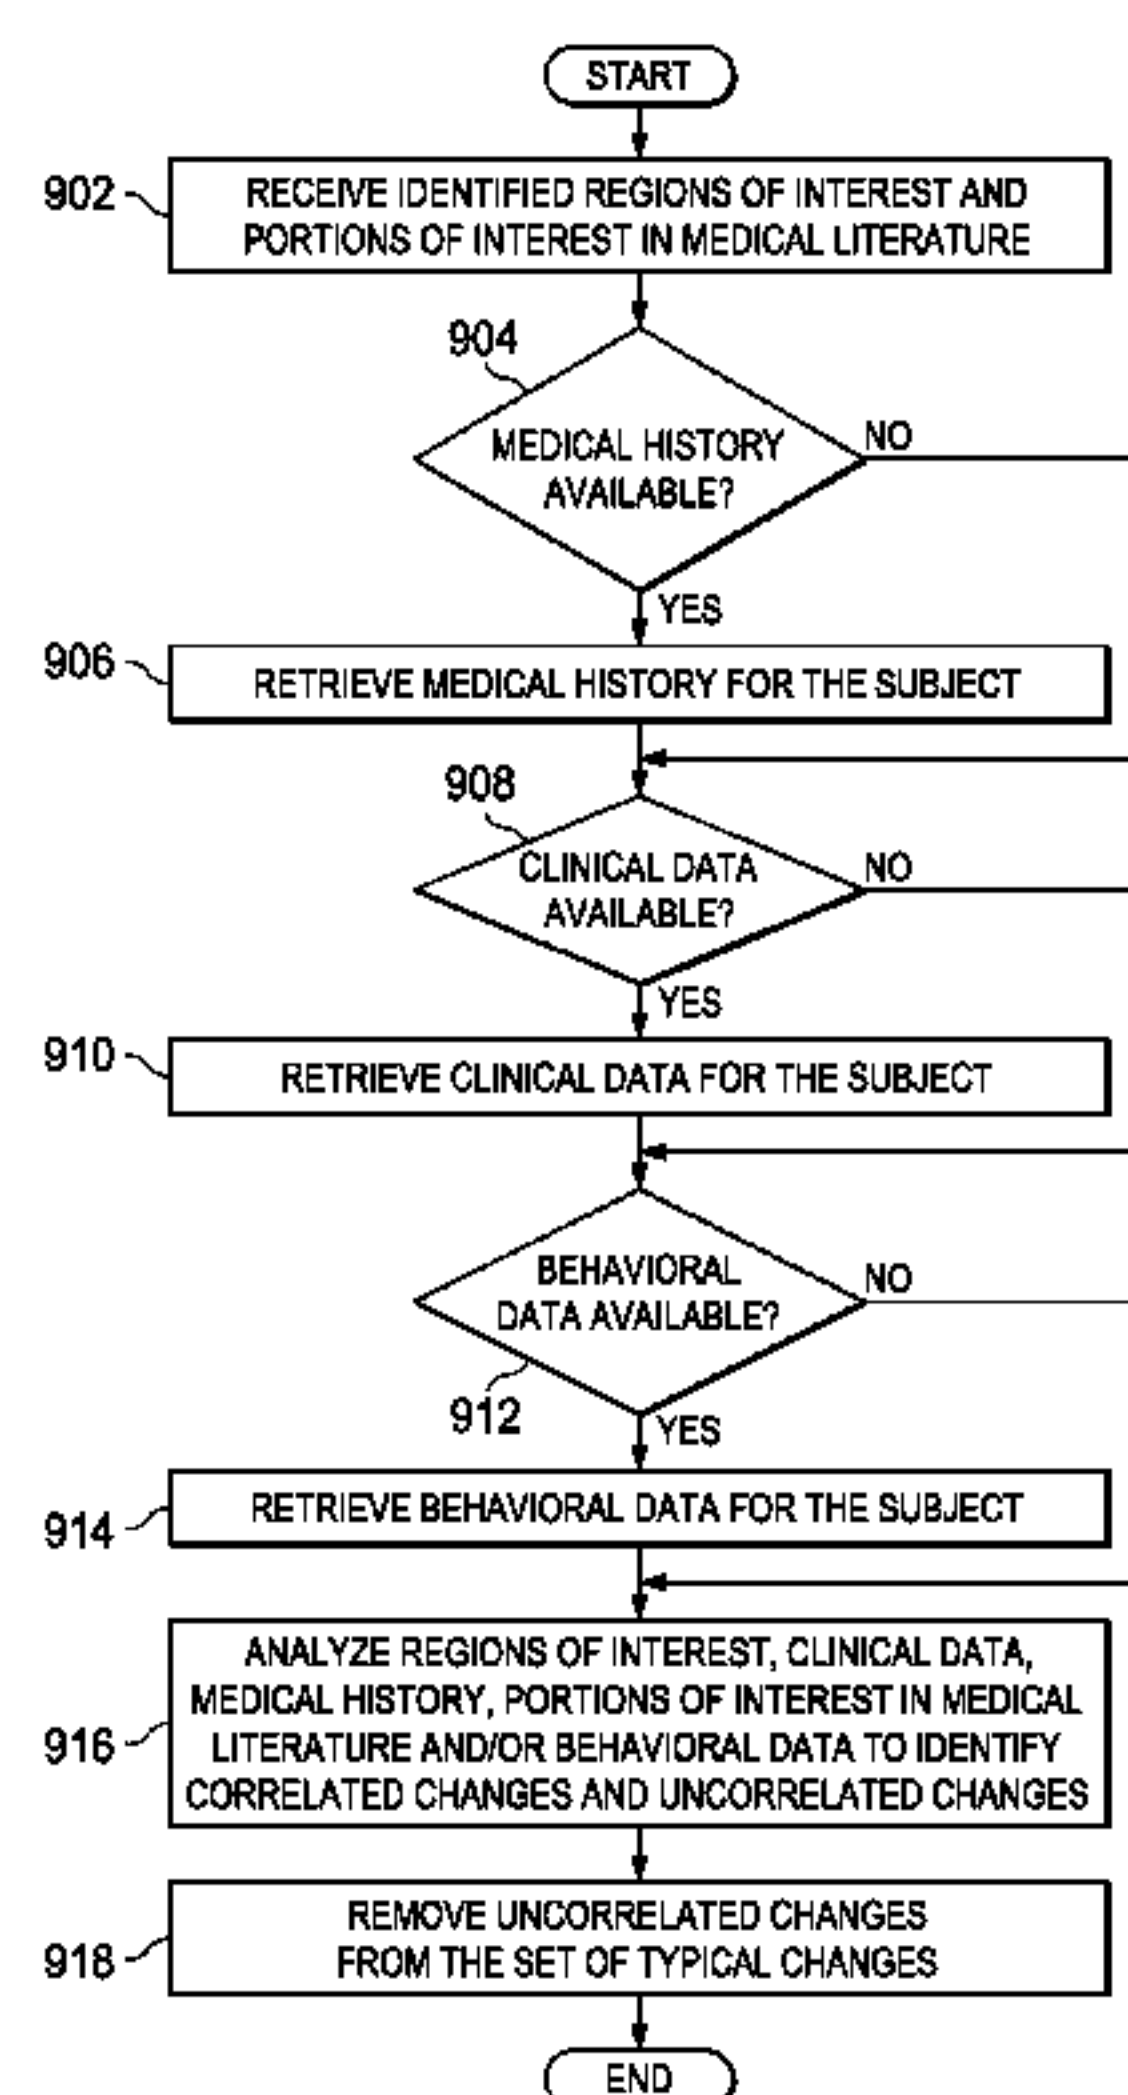 START
902
RECEIVE IDENTIFIED REGIONS OF INTEREST AND
PORTIONS OF INTEREST IN MEDICAL LITERATURE
904
MEDICAL HISTORY
AVAILABLE?
NO
YES
906
RETRIEVE MEDICAL HISTORY FOR THE SUBJECT
908
CLINICAL DATA
AVAILABLE?
NO
YES
910
RETRIEVE CLINICAL DATA FOR THE SUBJECT
BEHAVIORAL
DATA AVAILABLE?
NO
912
YES
914
RETRIEVE BEHAVIORAL DATA FOR THE SUBJECT
916
ANALYZE REGIONS OF INTEREST, CLINICAL DATA,
MEDICAL HISTORY, PORTIONS OF INTEREST IN MEDICAL
LITERATURE AND/OR BEHAVIORAL DATA TO IDENTIFY
CORRELATED CHANGES AND UNCORRELATED CHANGES
918
REMOVE UNCORRELATED CHANGES
FROM THE SET OF TYPICAL CHANGES
END